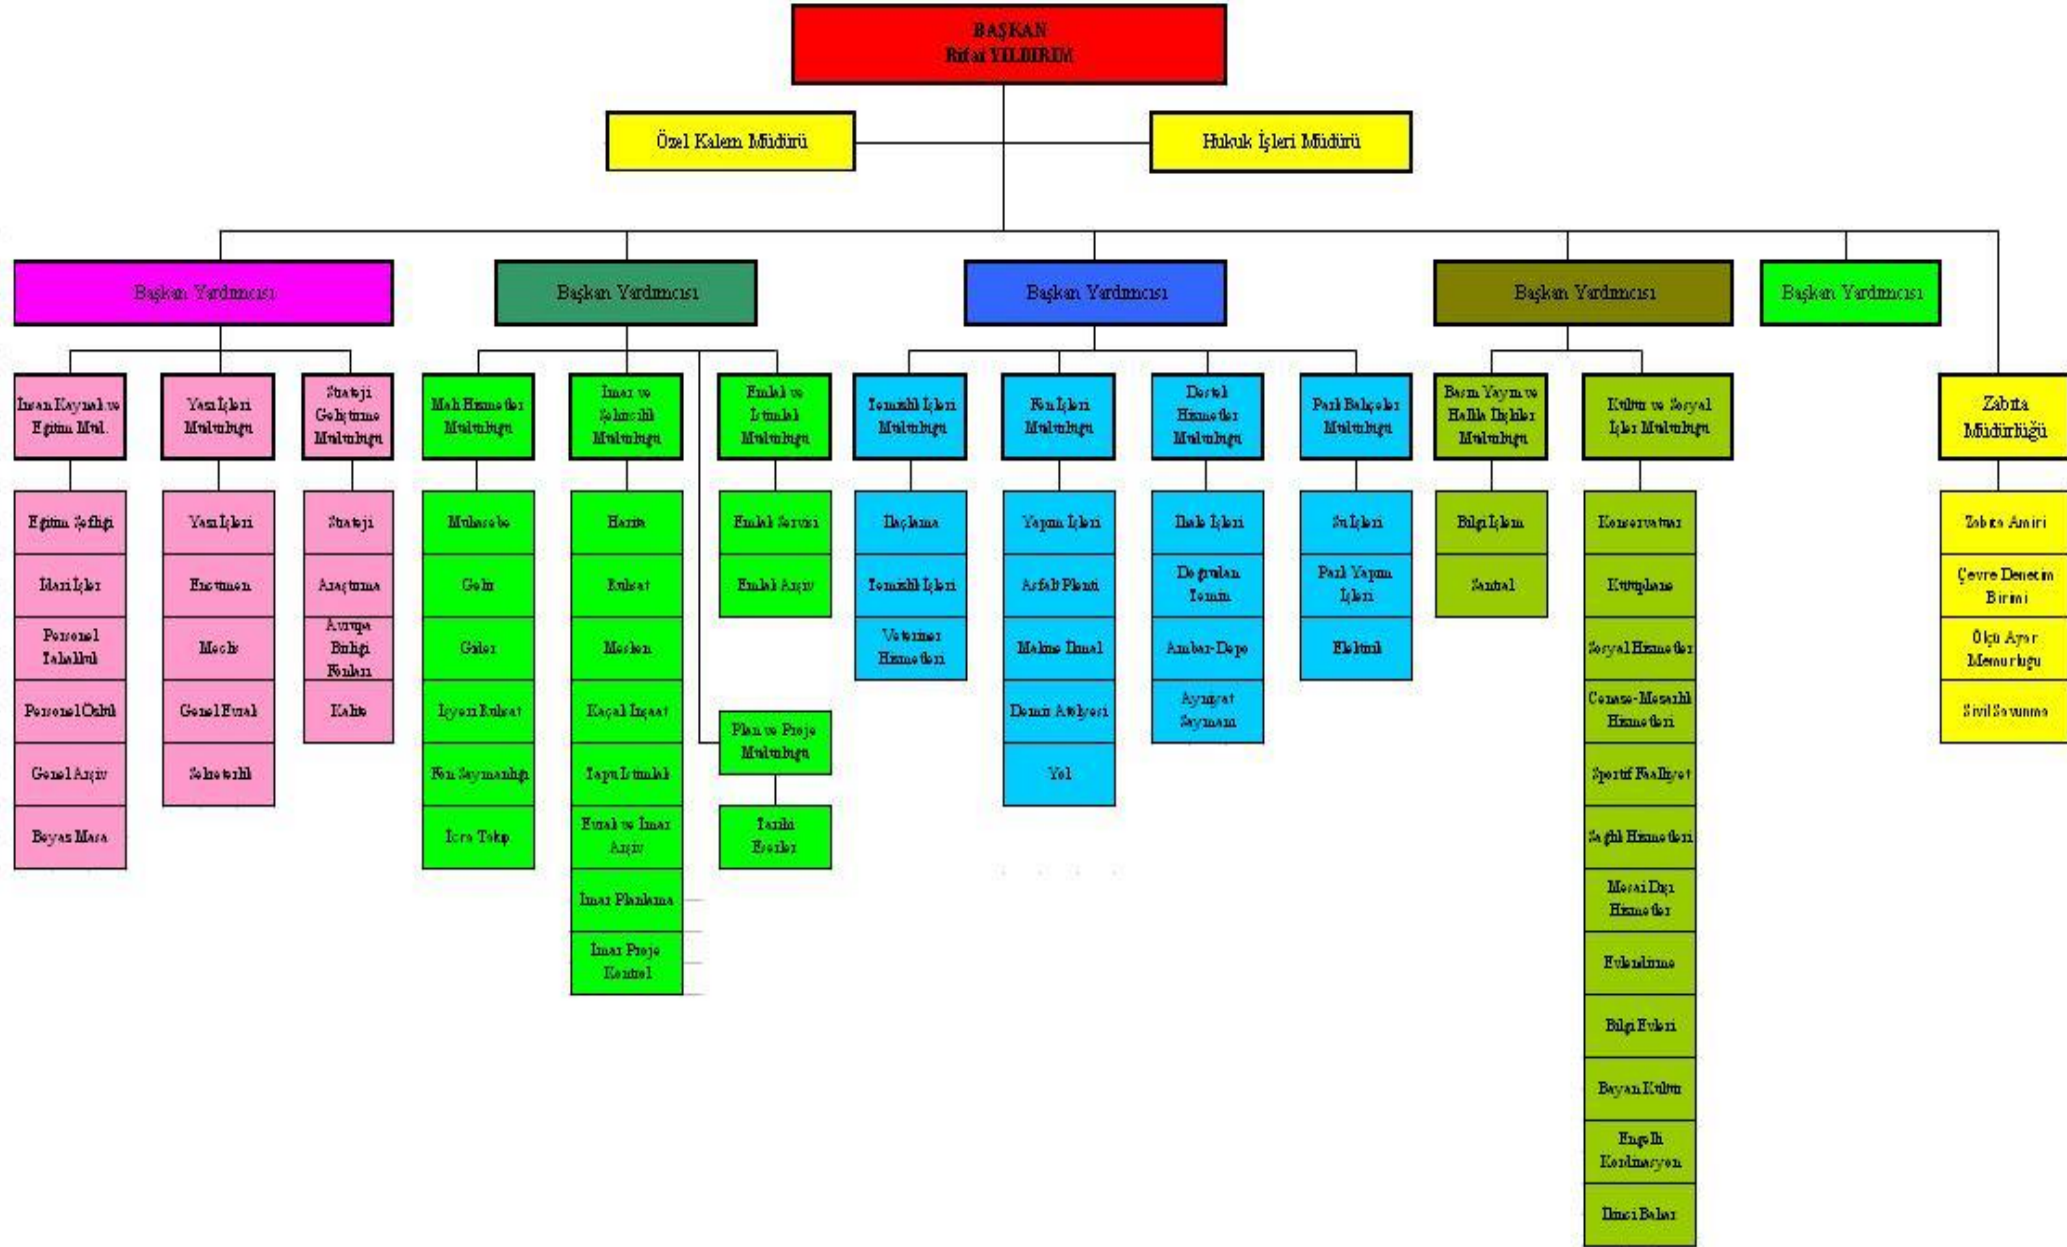 BAŞKAN
Rifat YILDIRIM
Özel Kalem Müdürü
Hukuk İşleri Müdürü
Başkan Yardımcısı
Başkan Yardımcısı
Başkan Yardımcısı
Başkan Yardımcısı
Başkan Yardımcısı
İnsan Kaynak ve
Eğitim Müd.
Yazı İşleri
Müdürlüğü
Strateji
Geliştirme
Müdürlüğü
Mali Hizmetler
Müdürlüğü
İmar ve
Şehircilik
Müdürlüğü
Emlak ve
İstimlak
Müdürlüğü
Temizlik İşleri
Müdürlüğü
Fen İşleri
Müdürlüğü
Destek
Hizmetler
Müdürlüğü
Park Bahçeler
Müdürlüğü
Basın Yayın ve
Halkla İlişkiler
Müdürlüğü
Kültür ve Sosyal
İşler Müdürlüğü
Zabıta
Müdürlüğü
Eğitim Şefliği
İdari İşler
Personel
Tahakkuk
Personel Özlük
Genel Arşiv
Beyaz Masa
Yazı İşleri
Encümen
Meclis
Genel Evrak
Sekreterlik
Strateji
Araştırma
Avrupa
Birliği
Fonları
Kalite
Muhasebe
Gelir
Gider
İşyeri Ruhsat
Fen Saymanlığı
İcra Takip
Harita
Ruhsat
Mesken
Kaçak İnşaat
Tapu İstimlak
Evrak ve İmar
Arşiv
İmar Planlama
İmar Proje
Kontrol
Emlak Servisi
Emlak Arşiv
Plan ve Proje
Müdürlüğü
Tarihi
Eserler
İlaçlama
Temizlik İşleri
Veteriner
Hizmetleri
Yapım İşleri
Asfalt Plenti
Makine İkmal
Demir Atölyesi
Yol
İhale İşleri
Doğrudan
Temin
Ambar-Depo
Ayniyat
Saymanı
Su İşleri
Park Yapım
İşleri
Elektrik
Bilgi İşlem
Santral
Konservatuar
Kütüphane
Sosyal Hizmetler
Cenaze-Mezarlık
Hizmetleri
Sportif Faaliyet
Sağlık Hizmetleri
Mesai Dışı
Hizmetler
Evlendirme
Bilgi Evleri
Bayan Kültür
Engelli
Kordinasyon
İkinci Bahar
Zabıta Amiri
Çevre Denetim
Birimi
Ölçü Ayar
Memurluğu
Sivil Savunma